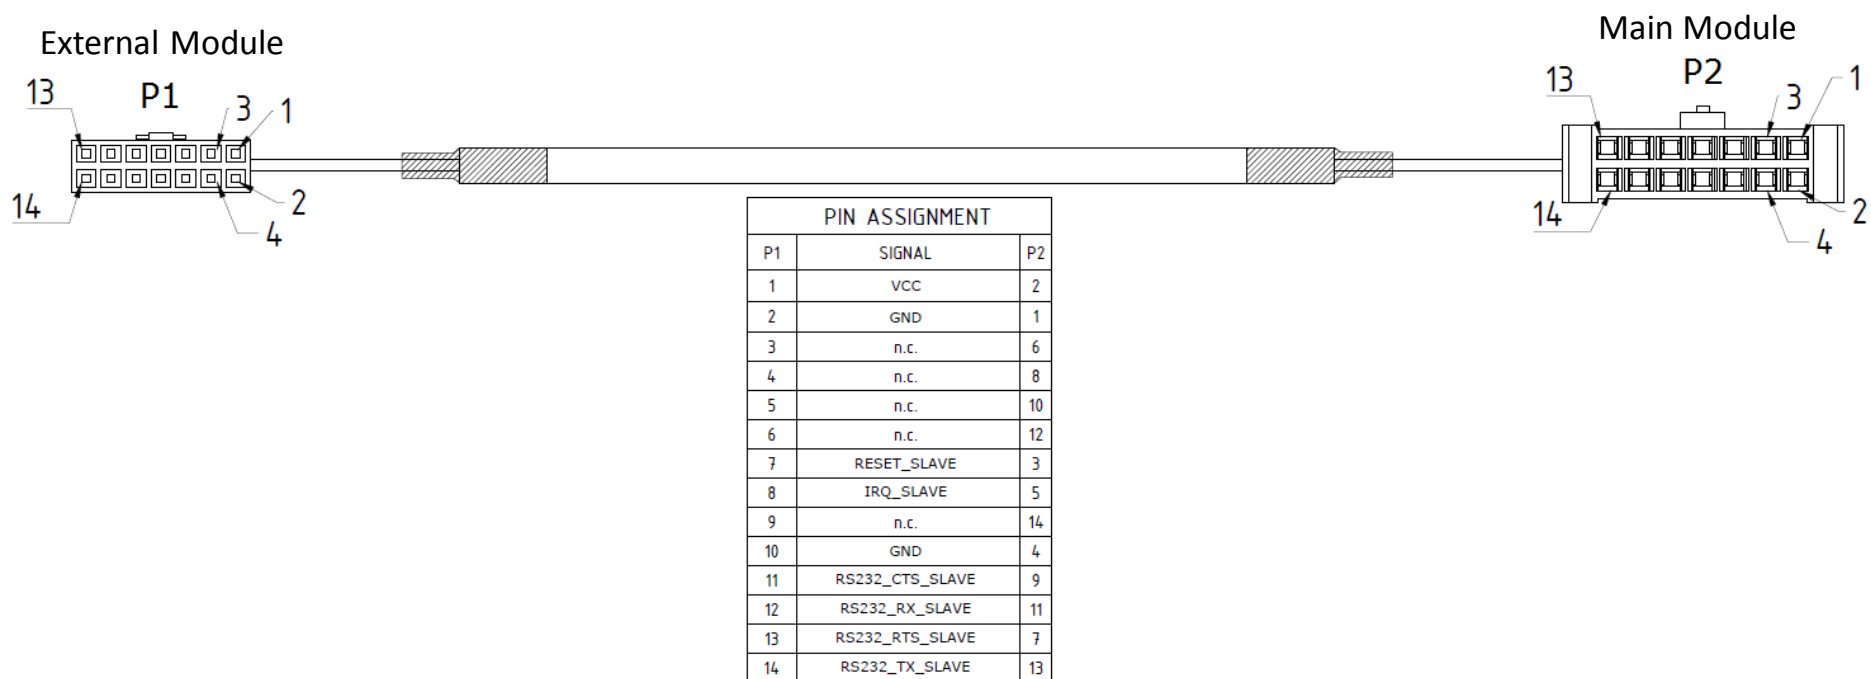 External Module
P1
13
3
1
14
4
2
Main Module
P2
13
3
1
14
4
2
PIN ASSIGNMENT
P1 SIGNAL P2
1 VCC 2
2 GND 1
3 n.c. 6
4 n.c. 8
5 n.c. 10
6 n.c. 12
7 RESET_SLAVE 3
8 IRQ_SLAVE 5
9 n.c. 14
10 GND 4
11 RS232_CTS_SLAVE 9
12 RS232_RX_SLAVE 11
13 RS232_RTS_SLAVE 7
14 RS232_TX_SLAVE 13